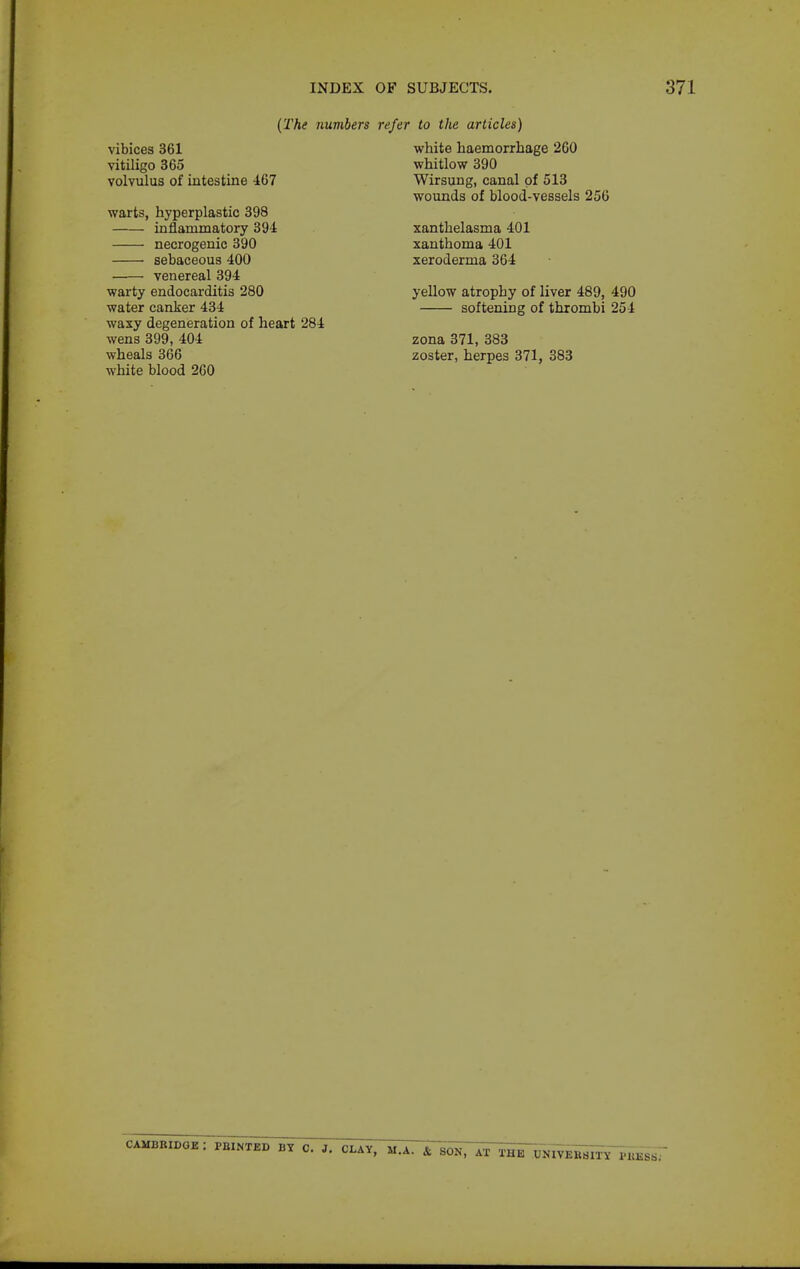 INDEX OF SUBJECTS. 371
(The numbers refer to the articles)
vibices 361
vitiligo 365
volvulus of intestine 467
warts, hyperplastic 398
—— inflammatory 394
—— necrogenic 390
—— sebaceous 400
—— venereal 394
warty endocarditis 280
water canker 434
waxy degeneration of heart 284
wens 399, 404
wheals 366
white blood 260
white haemorrhage 260
whitlow 390
Wirsung, canal of 513
wounds of blood-vessels 256
xanthelasma 401
xanthoma 401
xeroderma 364
yellow atrophy of liver 489, 490
—— softening of thrombi 254
zona 371, 383
zoster, herpes 371, 383
CAMBRIDGE: PRINTED BY C. J. CLAY, M.A. & SON, AT THE UNIVERSITY PRESS.